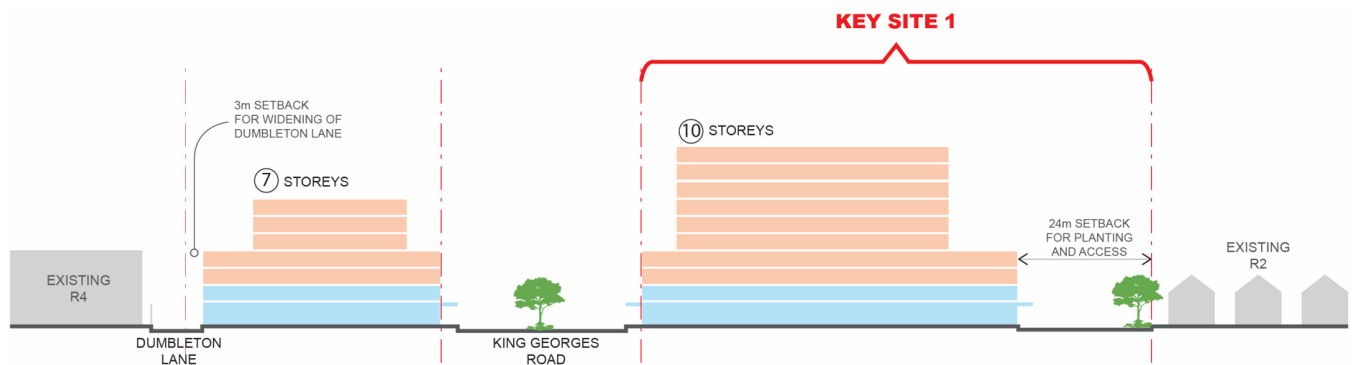 KEY SITE 1
3m SETBACK
FOR WIDENING OF
DUMBLETON LANE
7 STOREYS
10 STOREYS
24m SETBACK
FOR PLANTING
AND ACCESS
EXISTING
R4
EXISTING
R2
DUMBLETON
LANE
KING GEORGES
ROAD